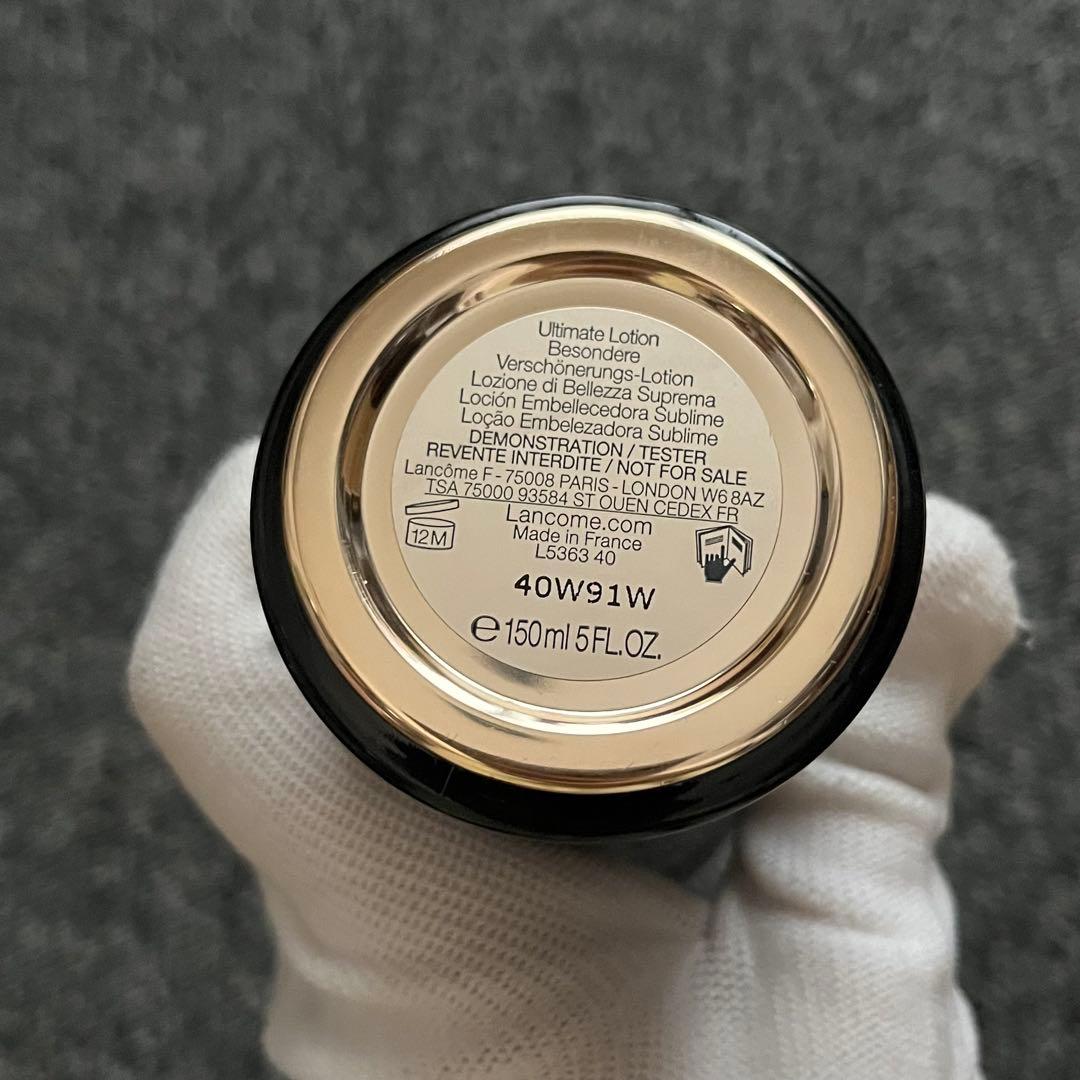 Ultimate Lotion
Besondere
Verschönerungs-Lotion
Lozione di Bellezza Suprema
Loción Embellecedora Sublime
Loção Embelezadora Sublime
DÉMONSTRATION / TESTER
REVENTE INTERDITE / NOT FOR SALE
Lancôme F - 75008 PARIS - LONDON W6 8AZ
TSA 75000 93584 ST OUEN CEDEX FR
Lancome.com
12M
Made in France
L5363 40
40W91W
e 150ml 5FL.OZ.